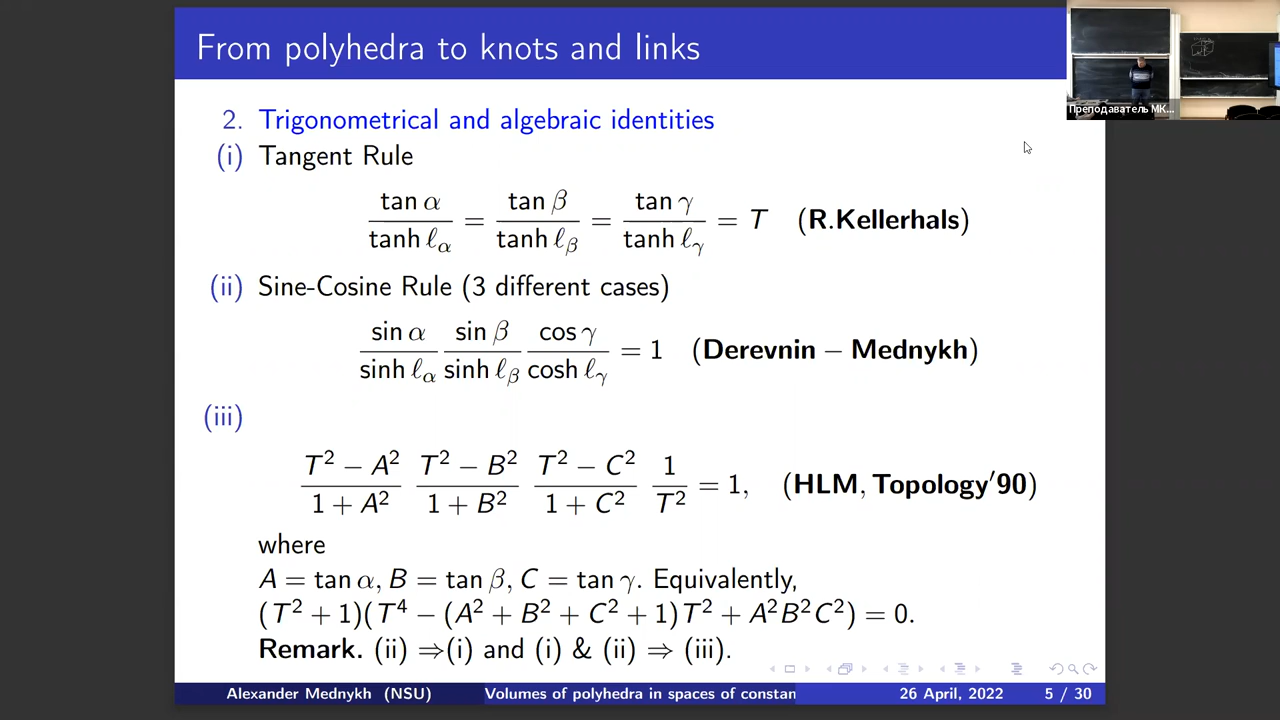 From polyhedra to knots and links
Преподаватель МК...
2. Trigonometrical and algebraic identities
(i) Tangent Rule
tan α / tanh ℓ_α = tan β / tanh ℓ_β = tan γ / tanh ℓ_γ = T (R.Kellerhals)
(ii) Sine-Cosine Rule (3 different cases)
sin α / sinh ℓ_α sin β / sinh ℓ_β cos γ / cosh ℓ_γ = 1 (Derevnin − Mednykh)
(iii)
T² − A² / 1 + A² T² − B² / 1 + B² T² − C² / 1 + C² 1 / T² = 1, (HLM, Topology′90)
where
A = tan α, B = tan β, C = tan γ. Equivalently,
(T² + 1)(T⁴ − (A² + B² + C² + 1)T² + A²B²C²) = 0.
Remark. (ii) ⇒(i) and (i) & (ii) ⇒ (iii).
Alexander Mednykh (NSU) Volumes of polyhedra in spaces of constan 26 April, 2022 5 / 30